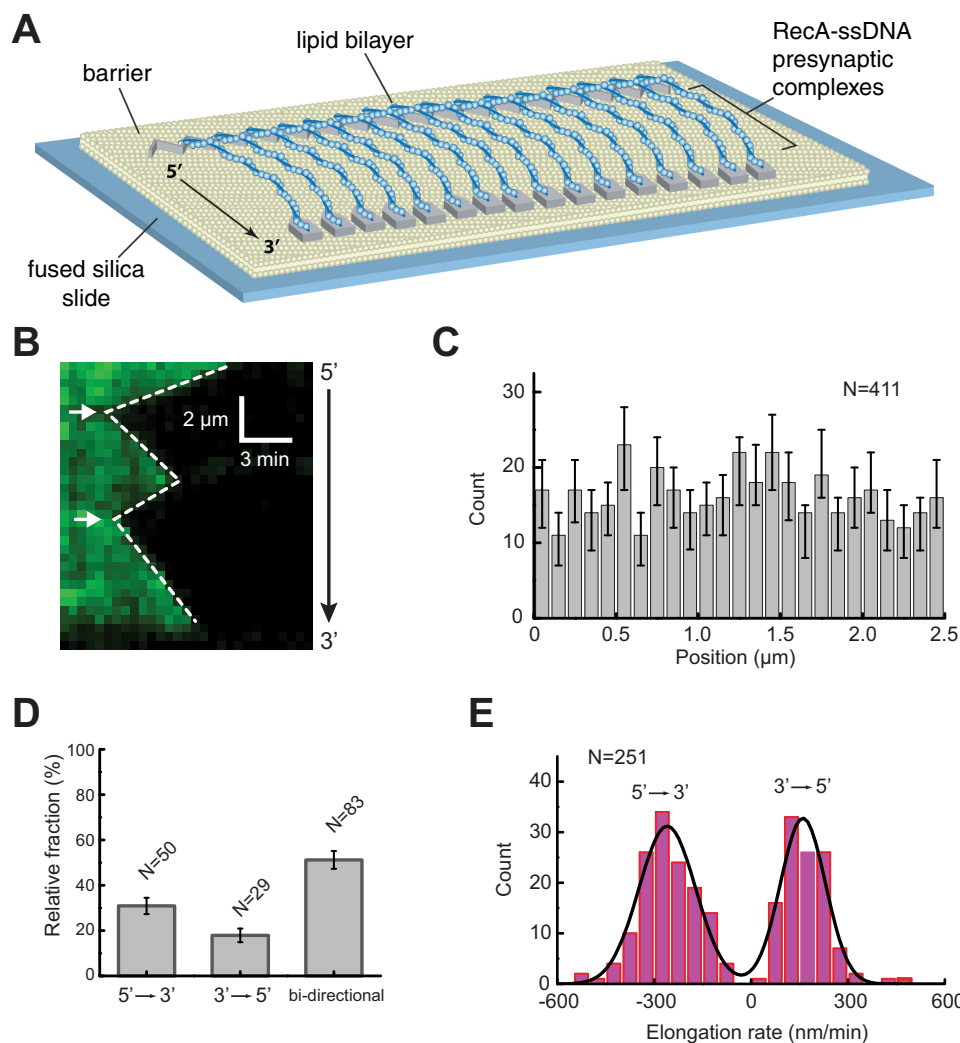 A
lipid bilayer
RecA-ssDNA
presynaptic
complexes
barrier
5’
3’
fused silica
slide
B
5’
2 μm
3 min
3’
C
N=411
30
20
10
0
Count
0
0.5
1.0
1.5
2.0
2.5
Position (μm)
D
100
80
60
40
20
0
Relative fraction (%)
N=50
N=29
N=83
5’→3’
3’→5’
bi-directional
E
N=251
5’→3’
3’→5’
40
30
20
10
0
Count
-600
-300
0
300
600
Elongation rate (nm/min)